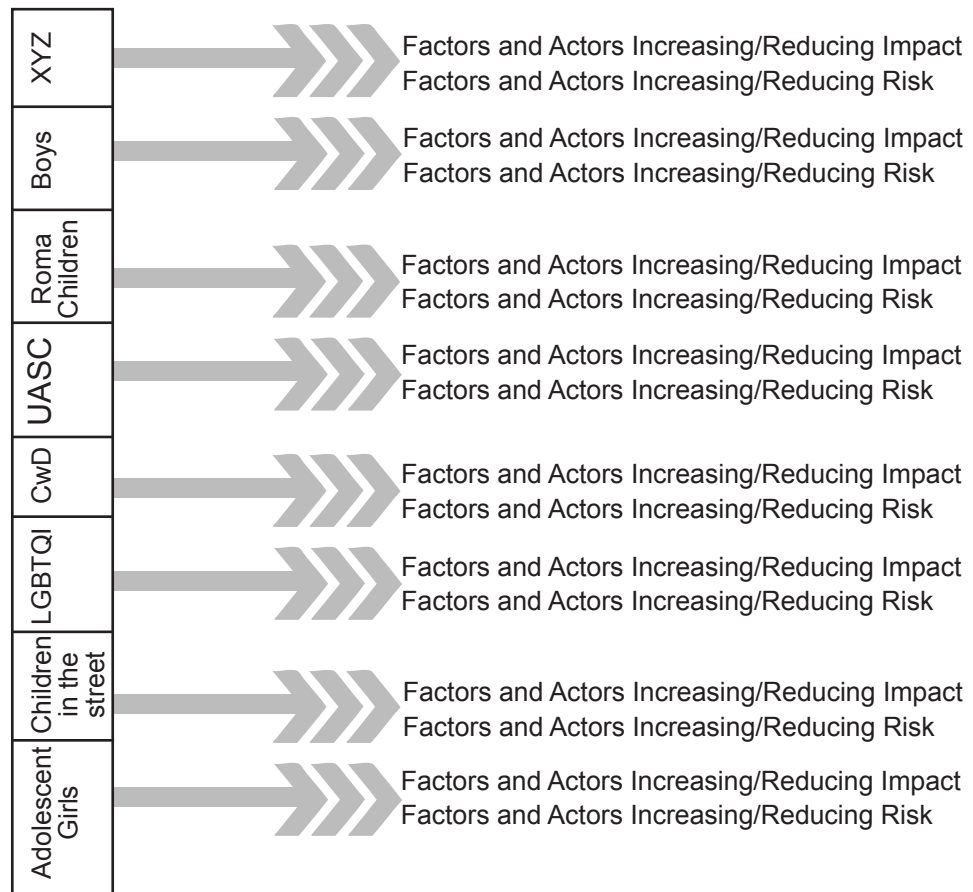 XYZ
Factors and Actors Increasing/Reducing Impact
Factors and Actors Increasing/Reducing Risk
Boys
Factors and Actors Increasing/Reducing Impact
Factors and Actors Increasing/Reducing Risk
Roma
Children
Factors and Actors Increasing/Reducing Impact
Factors and Actors Increasing/Reducing Risk
UASC
Factors and Actors Increasing/Reducing Impact
Factors and Actors Increasing/Reducing Risk
CwD
Factors and Actors Increasing/Reducing Impact
Factors and Actors Increasing/Reducing Risk
LGBTQI
Factors and Actors Increasing/Reducing Impact
Factors and Actors Increasing/Reducing Risk
Children
in the
street
Factors and Actors Increasing/Reducing Impact
Factors and Actors Increasing/Reducing Risk
Adolescent
Girls
Factors and Actors Increasing/Reducing Impact
Factors and Actors Increasing/Reducing Risk